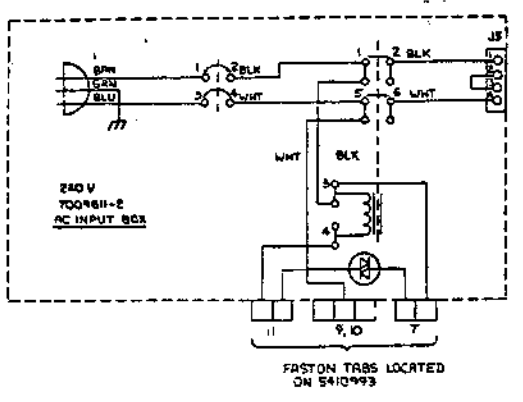 J3
1 2 BLK
BRN
1 2 BLK
GRN
BLU
3 4 WHT
5 6 WHT
WHT BLK
240 V
7009611-2
AC INPUT BOX
3
4
11 9,10 7
FASTON TABS LOCATED
ON 5410993